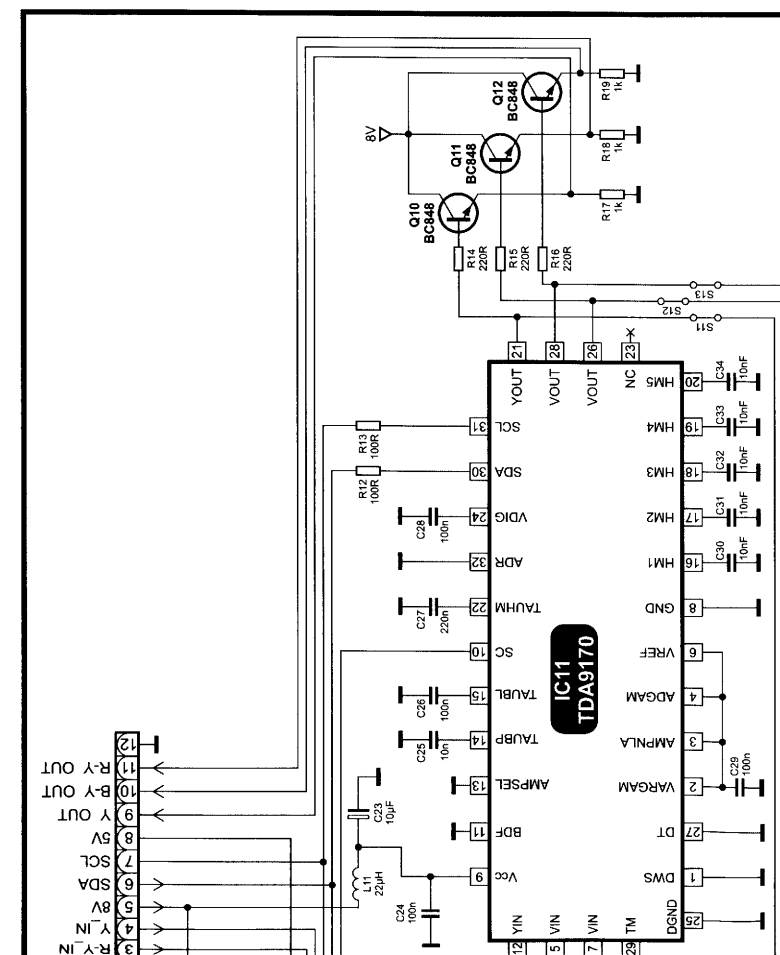 Q12
BC848
R19
1k
8V
Q11
BC848
R18
1k
Q10
BC848
R17
1k
R14
220R
R15
220R
R16
220R
S13
S12
S11
21
28
26
23
YOUT
VOUT
VOUT
NC
R13
100R
31
SCL
R12
100R
30
SDA
C28
100n
24
VDIG
32
ADR
C27
220n
22
TAUHM
10
SC
C26
100n
15
TAUBL
C25
10n
14
TAUBP
13
AMPSEL
11
BDF
9
Vcc
IC11
TDA9170
HM5
20
C34
10nF
HM4
19
C33
10nF
HM3
18
C32
10nF
HM2
17
C31
10nF
HM1
16
C30
10nF
GND
8
VREF
6
ADGAM
4
AMPNLA
3
VARGAM
2
C29
100n
DT
27
DWS
1
DGND
25
C23
10µF
L11
22µH
C24
100n
YIN
VIN
VIN
TM
12
5
7
29
12
R-Y OUT
11
B-Y OUT
10
Y OUT
9
5V
8
SCL
7
SDA
6
8V
5
Y_IN
4
R-Y_IN
3